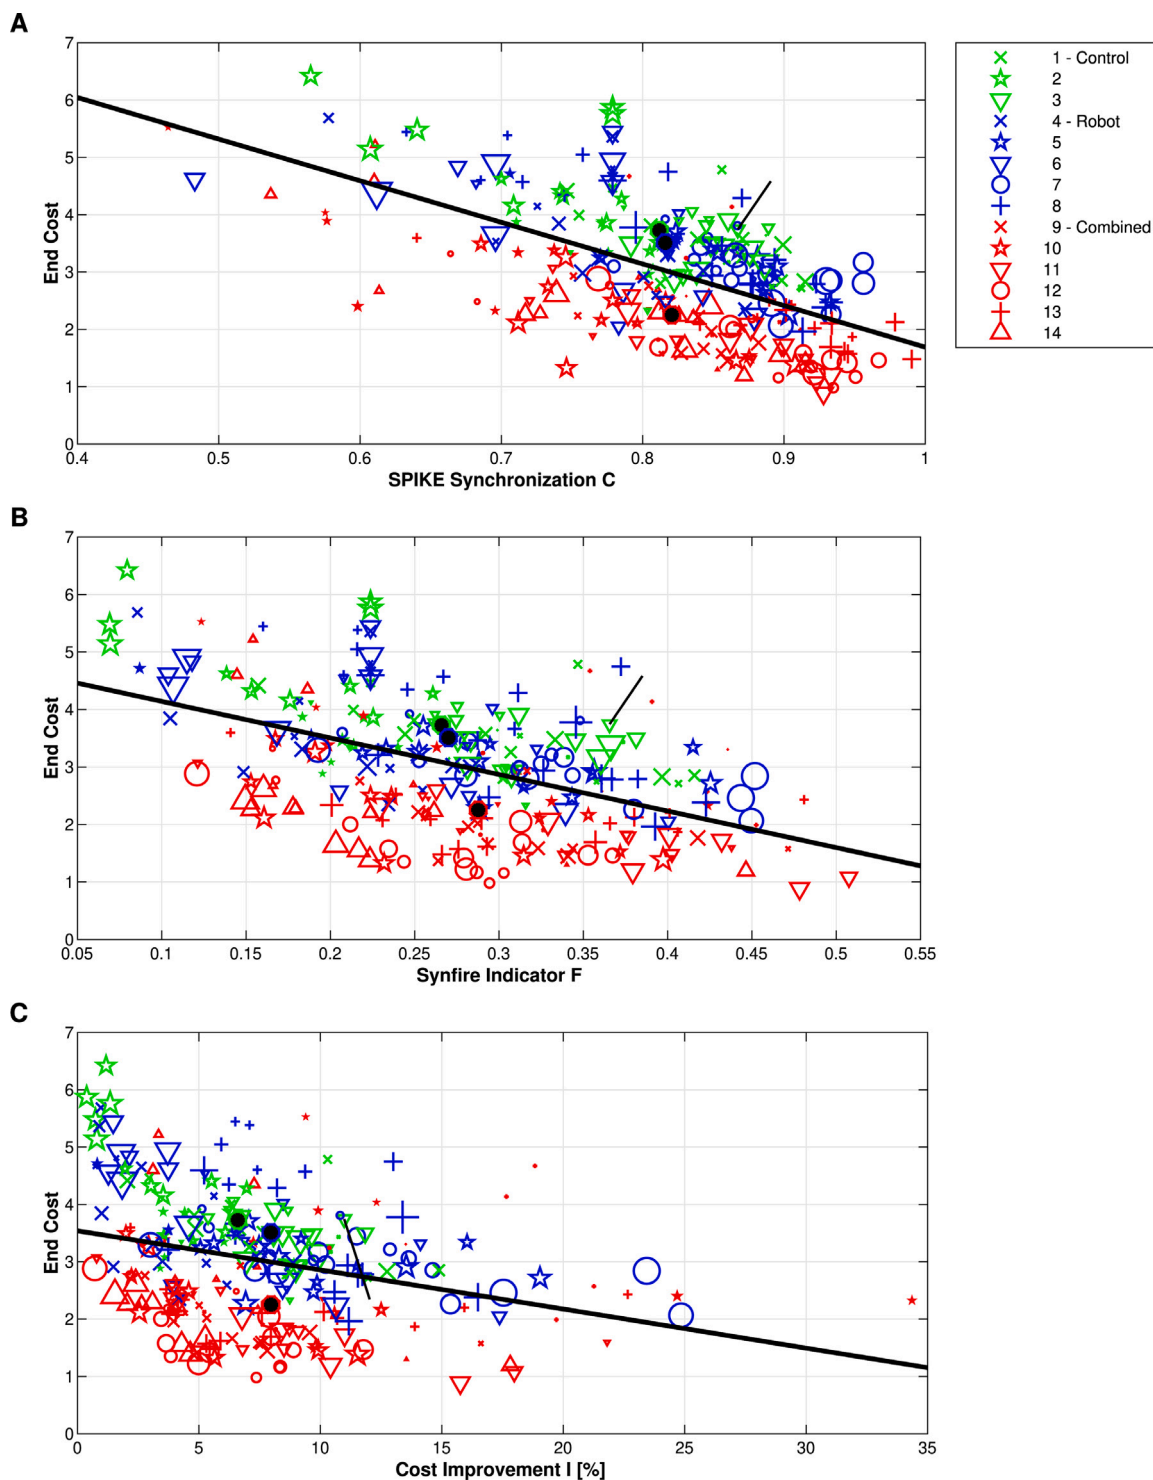 A
7
6
5
4
3
2
1
0
End Cost
0.4 0.5 0.6 0.7 0.8 0.9 1
SPIKE Synchronization C
1 - Control
2
3
4 - Robot
5
6
7
8
9 - Combined
10
11
12
13
14
B
7
6
5
4
3
2
1
0
End Cost
0.05 0.1 0.15 0.2 0.25 0.3 0.35 0.4 0.45 0.5 0.55
Synfire Indicator F
C
7
6
5
4
3
2
1
0
End Cost
0 5 10 15 20 25 30 35
Cost Improvement I [%]